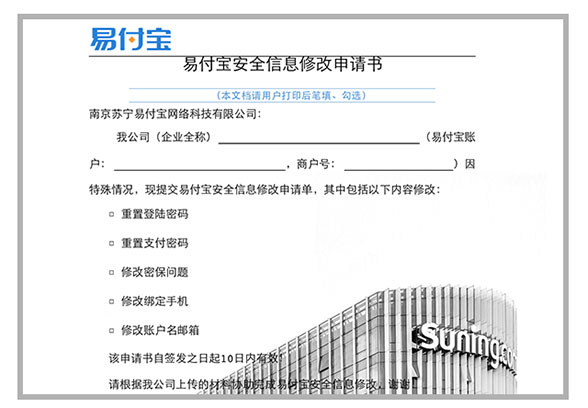 易付宝
易付宝安全信息修改申请书
（本文档请用户打印后笔填、勾选）
南京苏宁易付宝网络科技有限公司：
我公司（企业全称）（易付宝账
户：，商户号：）因
特殊情况，现提交易付宝安全信息修改申请单，其中包括以下内容修改：
□ 重置登陆密码
□ 重置支付密码
□ 修改密保问题
□ 修改绑定手机
□ 修改账户名邮箱
Suning
该申请书自签发之日起10日内有效！
请根据我公司上传的材料协助完成易付宝安全信息修改，谢谢！